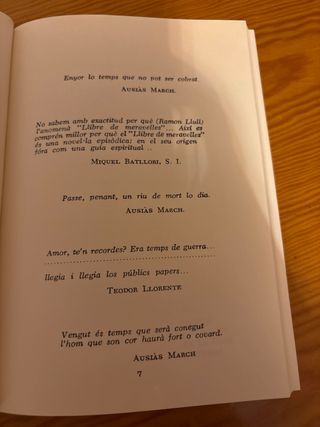 Enyor lo temps que no pot ser cobrat.
AUSIÀS MARCH.
No sabem amb exactitud per què (Ramon Llull)
l'anomenà "Llibre de meravelles"... Així es
comprén millor per què el "Llibre de meravelles"
és una novel·la episòdica: en el seu origen
fóra com una guia espiritual...
MIQUEL BATLLORI, S. I.
Passe, penant, un riu de mort lo dia.
AUSIÀS MARCH.
Amor, te'n recordes? Era temps de guerra...
llegia i llegia los públics papers...
TEODOR LLORENTE
Vengut és temps que serà conegut
l'hom que son cor haurà fort o covard.
AUSIÀS MARCH
7